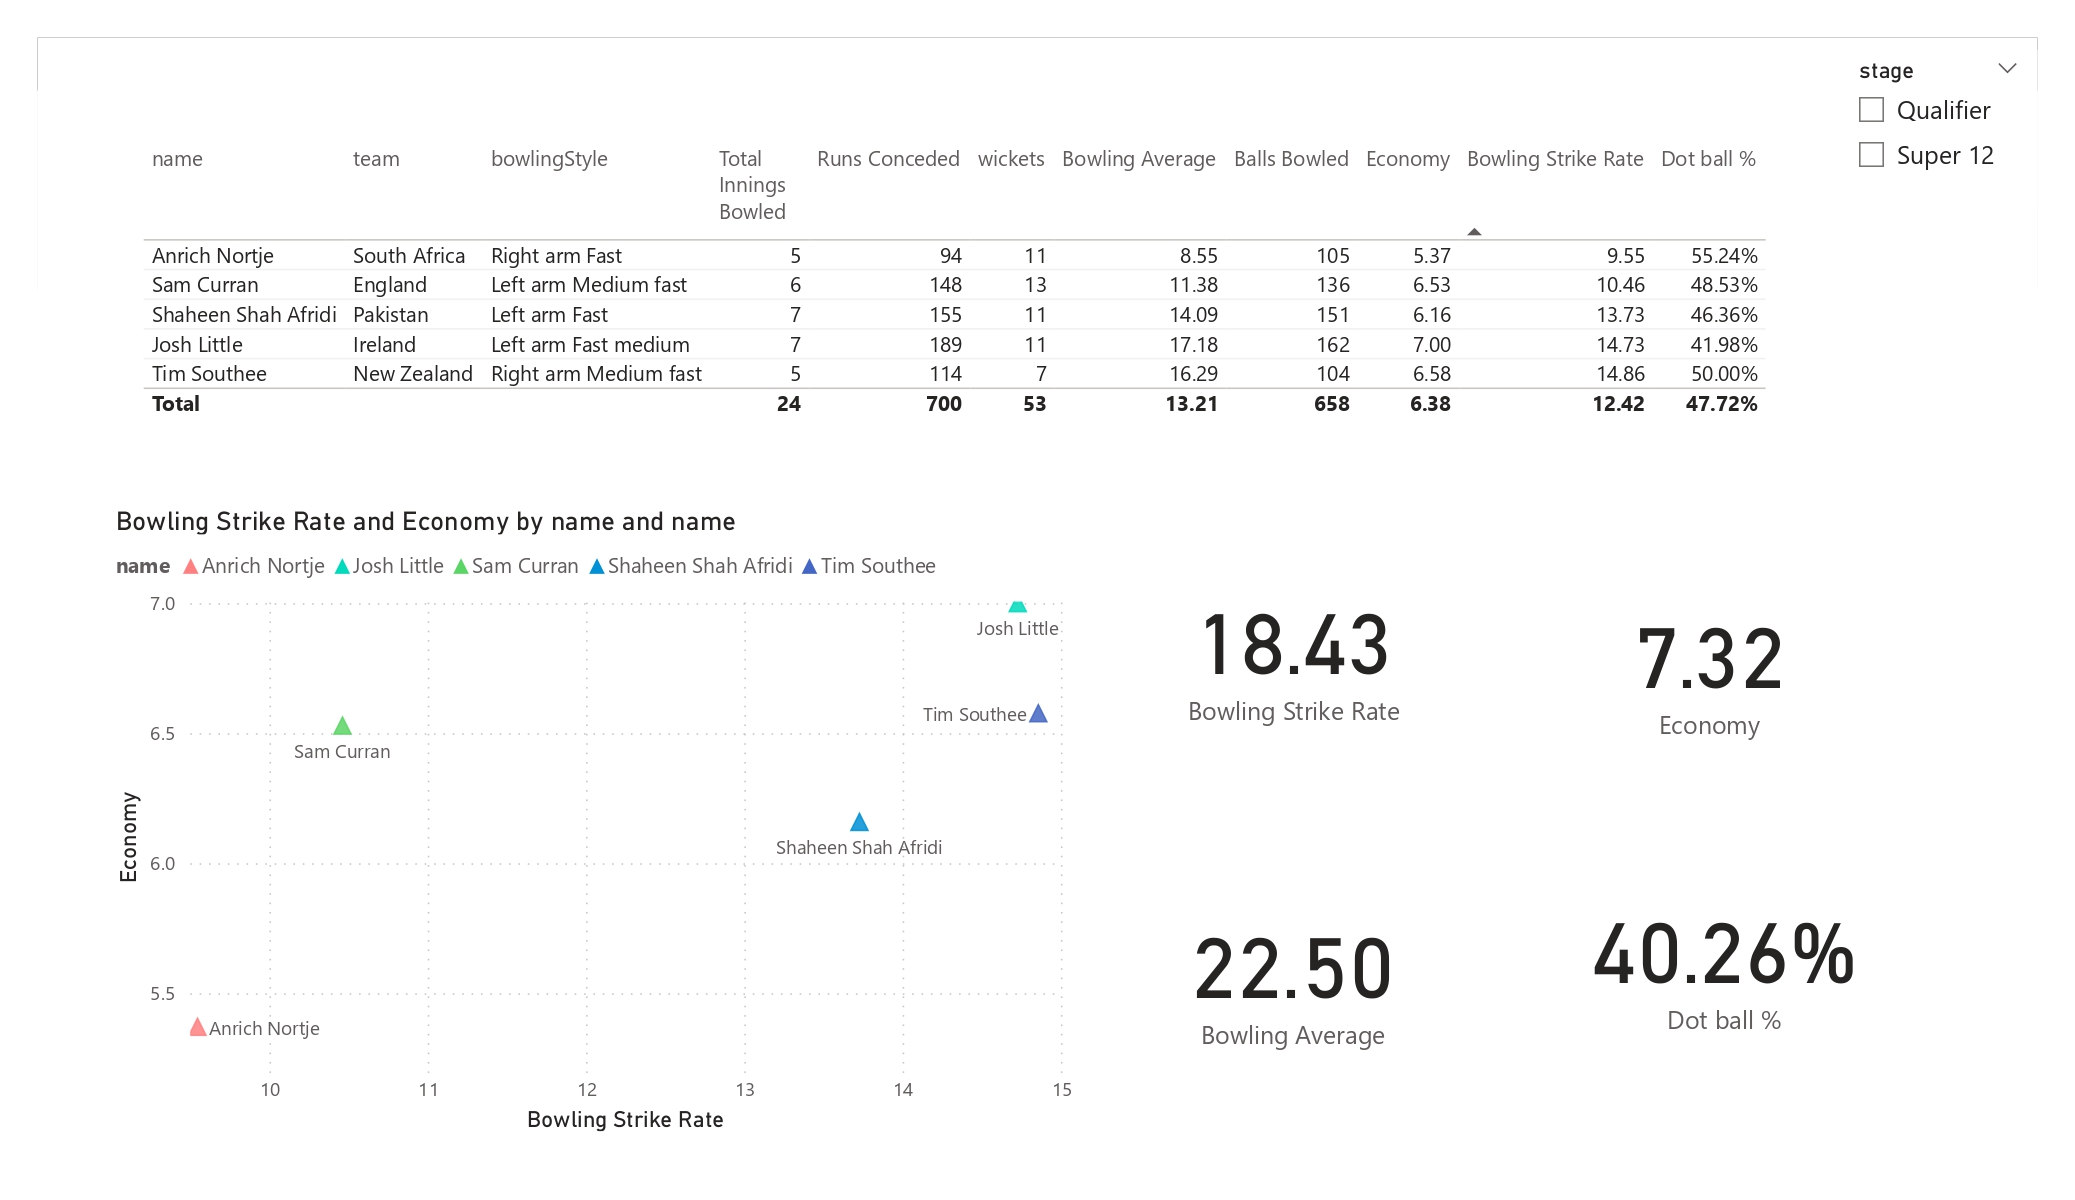 stage
Qualifier
Super 12
name team bowlingStyle Total Innings Bowled Runs Conceded wickets Bowling Average Balls Bowled Economy Bowling Strike Rate Dot ball %
Anrich Nortje South Africa Right arm Fast 5 94 11 8.55 105 5.37 9.55 55.24%
Sam Curran England Left arm Medium fast 6 148 13 11.38 136 6.53 10.46 48.53%
Shaheen Shah Afridi Pakistan Left arm Fast 7 155 11 14.09 151 6.16 13.73 46.36%
Josh Little Ireland Left arm Fast medium 7 189 11 17.18 162 7.00 14.73 41.98%
Tim Southee New Zealand Right arm Medium fast 5 114 7 16.29 104 6.58 14.86 50.00%
Total 24 700 53 13.21 658 6.38 12.42 47.72%
Bowling Strike Rate and Economy by name and name
name Anrich Nortje Josh Little Sam Curran Shaheen Shah Afridi Tim Southee
7.0
6.5
6.0
5.5
Economy
Josh Little
Tim Southee
Sam Curran
Shaheen Shah Afridi
Anrich Nortje
10 11 12 13 14 15
Bowling Strike Rate
18.43
Bowling Strike Rate
7.32
Economy
22.50
Bowling Average
40.26%
Dot ball %